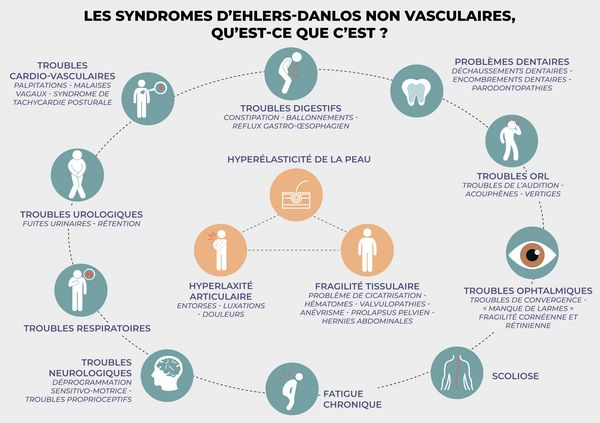 LES SYNDROMES D'EHLERS-DANLOS NON VASCULAIRES,
QU'EST-CE QUE C'EST ?
TROUBLES
CARDIO-VASCULAIRES
PALPITATIONS - MALAISES
VAGAUX - SYNDROME DE
TACHYCARDIE POSTURALE
TROUBLES DIGESTIFS
CONSTIPATION - BALLONNEMENTS -
REFLUX GASTRO-ŒSOPHAGIEN
PROBLÈMES DENTAIRES
DÉCHAUSSEMENTS DENTAIRES -
ENCOMBREMENTS DENTAIRES -
PARODONTOPATHIES
HYPERÉLASTICITÉ DE LA PEAU
TROUBLES ORL
TROUBLES DE L'AUDITION -
ACOUPHÈNES - VERTIGES
TROUBLES UROLOGIQUES
FUITES URINAIRES - RÉTENTION
HYPERLAXITÉ
ARTICULAIRE
ENTORSES - LUXATIONS
- DOULEURS
FRAGILITÉ TISSULAIRE
PROBLÈME DE CICATRISATION -
HÉMATOMES - VALVULOPATHIES -
ANÉVRISME - PROLAPSUS PELVIEN -
HERNIES ABDOMINALES
TROUBLES OPHTALMIQUES
TROUBLES DE CONVERGENCE -
« MANQUE DE LARMES »
FRAGILITÉ CORNÉENNE ET
RÉTINIENNE
TROUBLES RESPIRATOIRES
TROUBLES
NEUROLOGIQUES
DÉPROGRAMMATION
SENSITIVO-MOTRICE -
TROUBLES PROPRIOCEPTIFS
FATIGUE
CHRONIQUE
SCOLIOSE